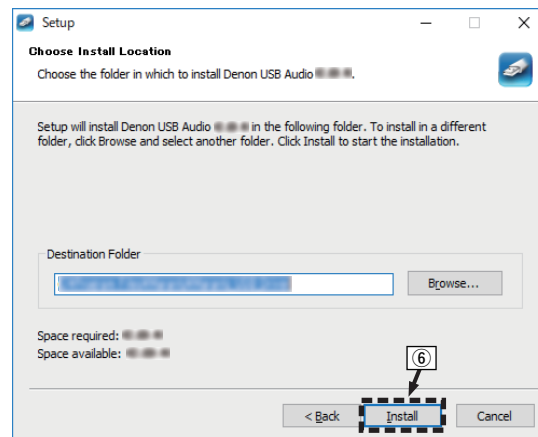 Setup
Choose Install Location
Choose the folder in which to install Denon USB Audio .
Setup will install Denon USB Audio in the following folder. To install in a different
folder, click Browse and select another folder. Click Install to start the installation.
Destination Folder
Browse...
Space required:
Space available:
⑥
< Back Install Cancel